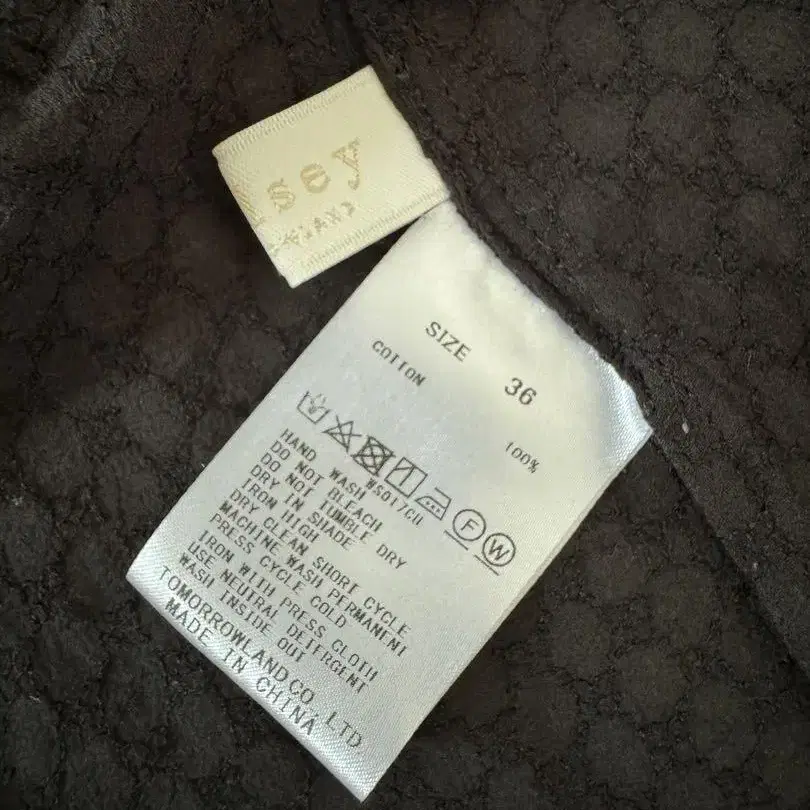 sey
LAND
SIZE 36
COTTON 100%
HAND WASH WS017CU
DO NOT BLEACH
DO NOT TUMBLE DRY
DRY IN SHADE
IRON HIGH
DRY CLEAN SHORT CYCLE
MACHINE WASH PERMANENT
PRESS CYCLE COLD
IRON WITH PRESS CLOTH
USE NEUTRAL DETERGENT
WASH INSIDE OUT
TOMORROWLAND CO., LTD
MADE IN CHINA
F
W